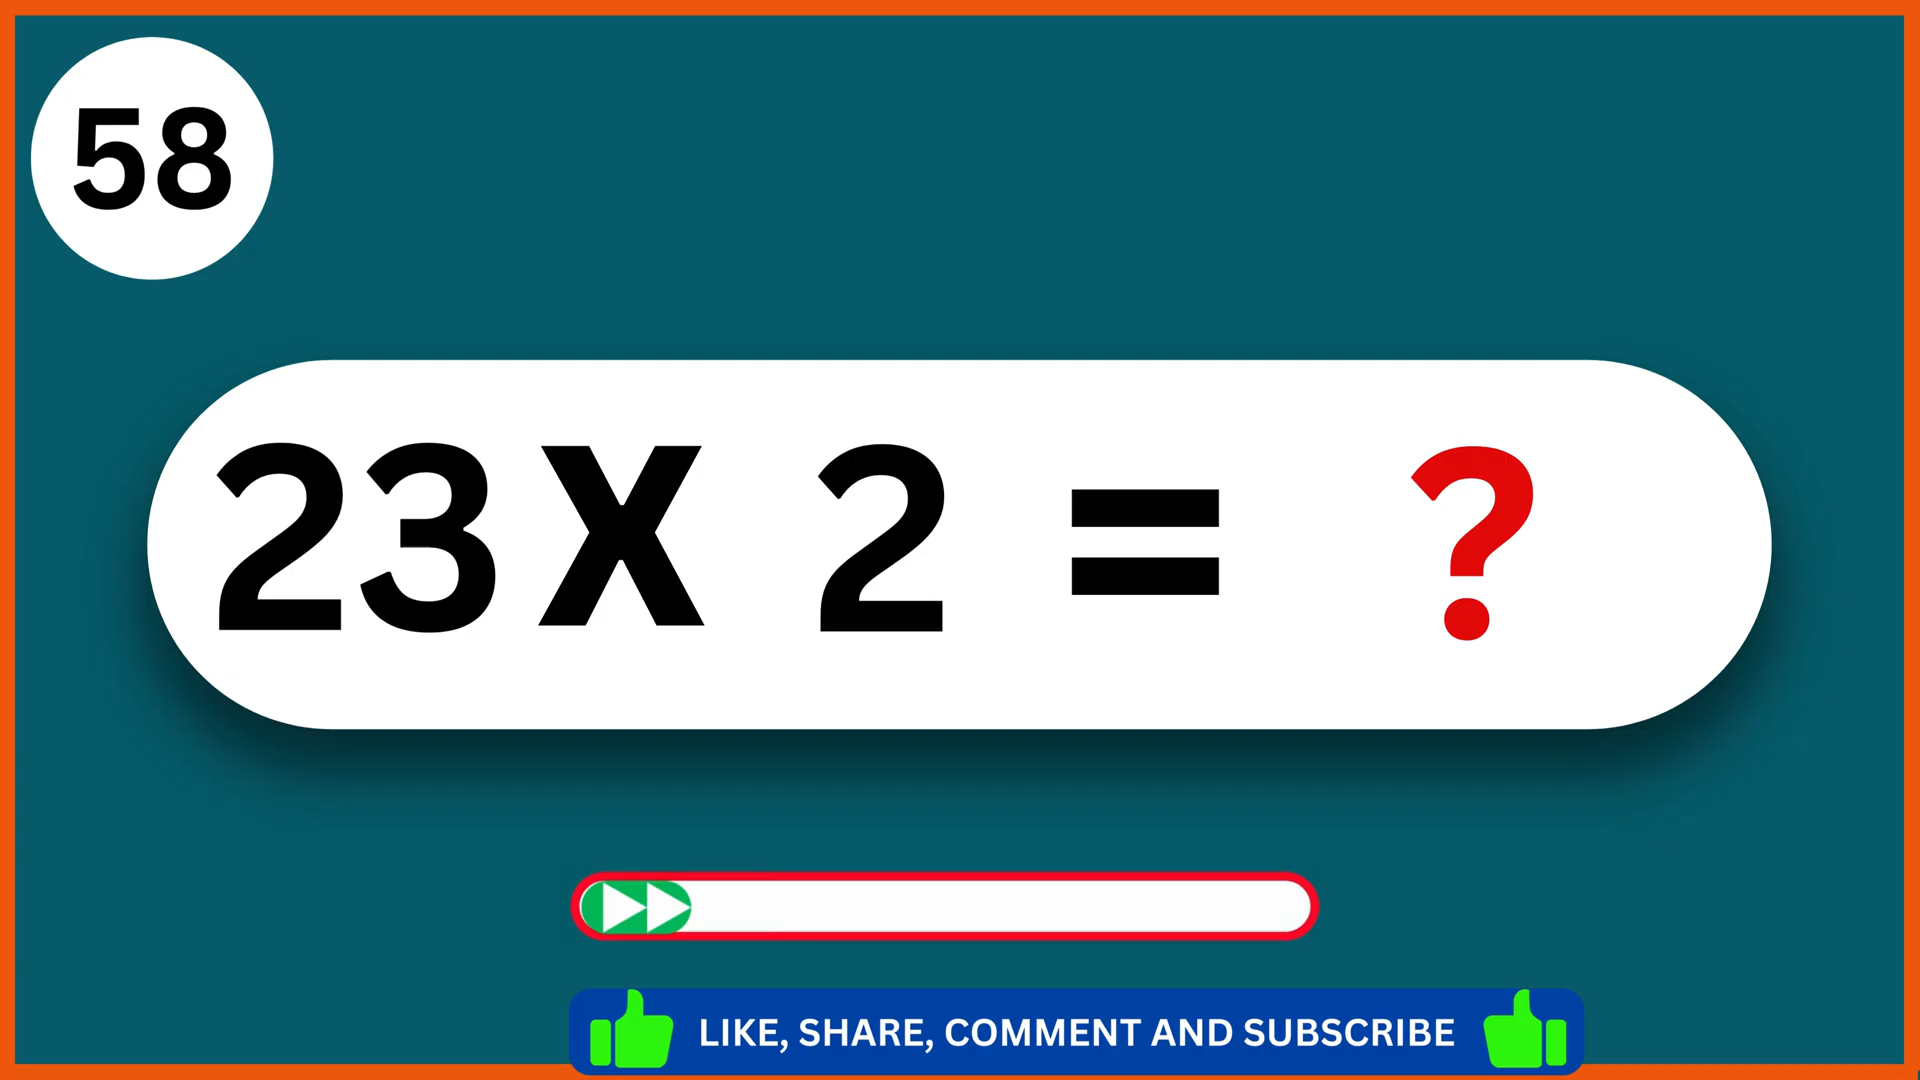 58
23 X 2 = ?
LIKE, SHARE, COMMENT AND SUBSCRIBE